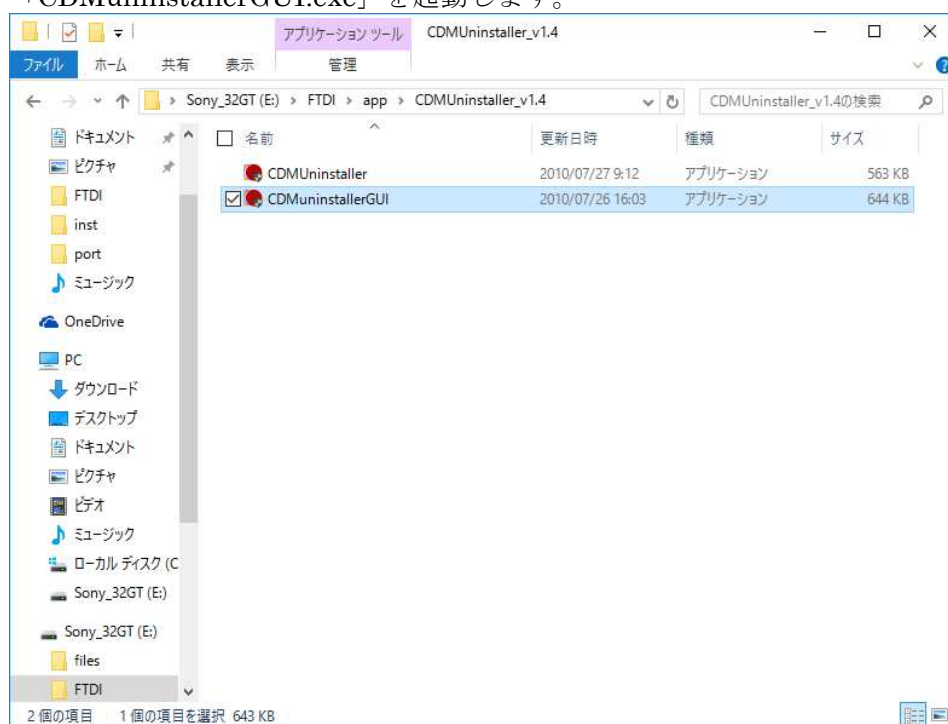 「CDMuninstallerGUI.exe」を起動します。
アプリケーション ツール CDMUninstaller_v1.4
ファイル ホーム 共有 表示 管理
Sony_32GT (E:) › FTDI › app › CDMUninstaller_v1.4 CDMUninstaller_v1.4の検索
ドキュメント 名前 更新日時 種類 サイズ
ピクチャ CDMUninstaller 2010/07/27 9:12 アプリケーション 563 KB
FTDI CDMuninstallerGUI 2010/07/26 16:03 アプリケーション 644 KB
inst
port
ミュージック
OneDrive
PC
ダウンロード
デスクトップ
ドキュメント
ピクチャ
ビデオ
ミュージック
ローカル ディスク (C
Sony_32GT (E:)
Sony_32GT (E:)
files
FTDI
2 個の項目 1 個の項目を選択 643 KB